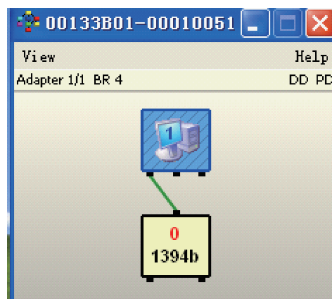 00133B01-00010051
View Help
Adapter 1/1 BR 4 DD PD
1
0
1394b